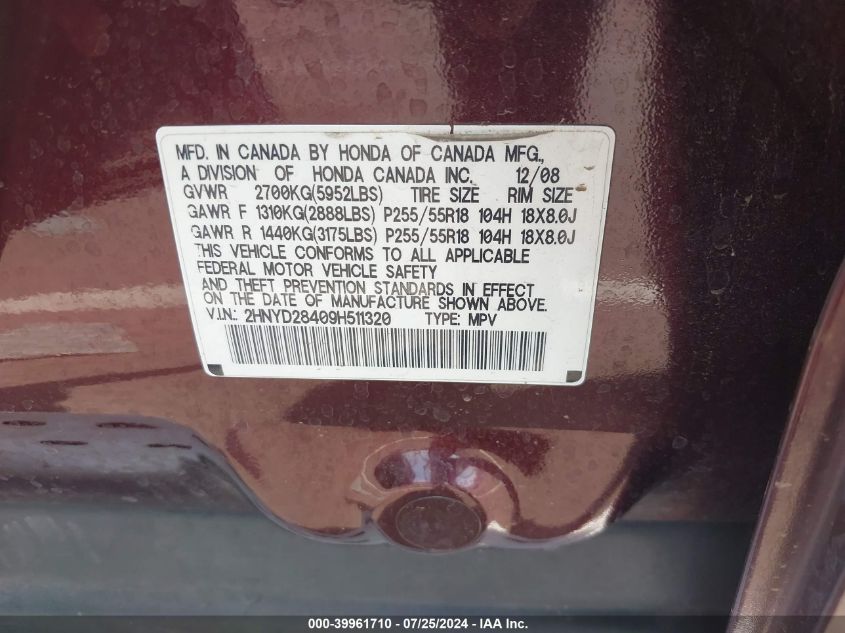 MFD. IN CANADA BY HONDA OF CANADA MFG.,
A DIVISION OF HONDA CANADA INC. 12/08
GVWR 2700KG(5952LBS) TIRE SIZE RIM SIZE
GAWR F 1310KG(2888LBS) P255/55R18 104H 18X8.0J
GAWR R 1440KG(3175LBS) P255/55R18 104H 18X8.0J
THIS VEHICLE CONFORMS TO ALL APPLICABLE
FEDERAL MOTOR VEHICLE SAFETY
AND THEFT PREVENTION STANDARDS IN EFFECT
ON THE DATE OF MANUFACTURE SHOWN ABOVE.
V.I.N.: 2HNYD28409H511320 TYPE: MPV
000-39961710 / 07/25/2024 - IAA Inc.